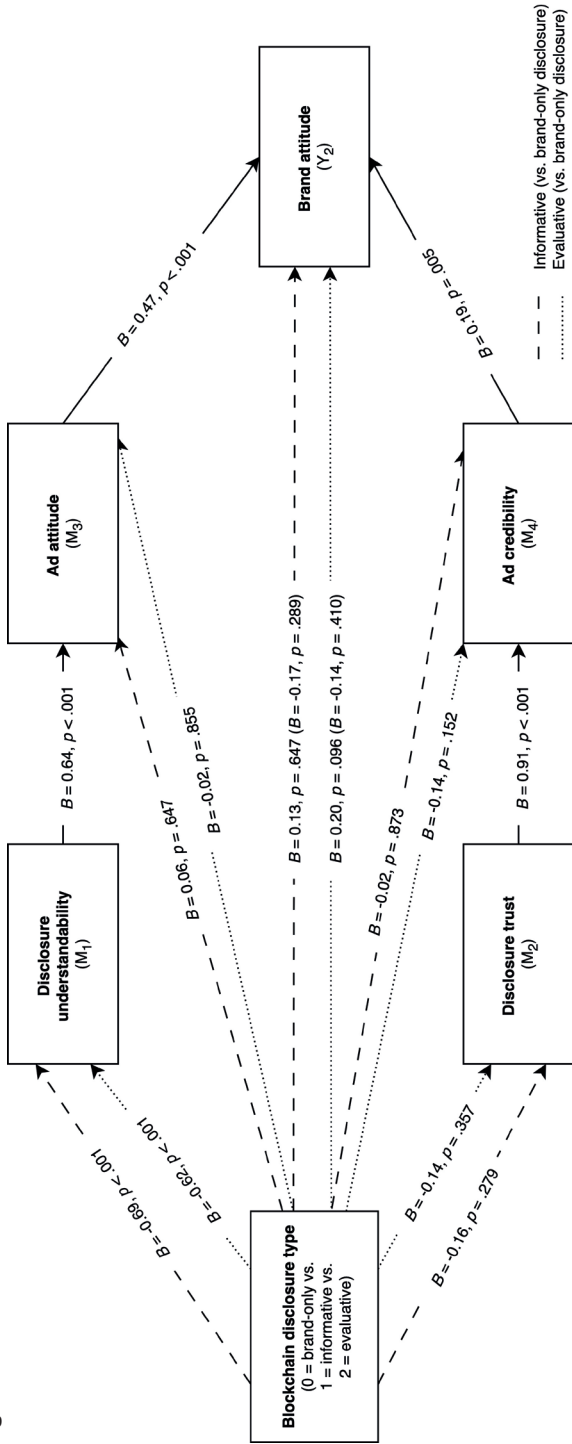 Blockchain disclosure type
(0 = brand-only vs.
1 = informative vs.
2 = evaluative)
B = -0.69, p < .001
B = -0.62, p < .001
B = -0.14, p = .357
B = -0.16, p = .279
Disclosure
understandability
(M1)
Disclosure trust
(M2)
B = 0.64, p < .001
B = 0.06, p = .647
B = -0.02, p = .855
B = 0.13, p = .647 (B = -0.17, p = .289)
B = 0.20, p = .096 (B = -0.14, p = .410)
B = -0.02, p = .873
B = -0.14, p = .152
B = 0.91, p < .001
Ad attitude
(M3)
Ad credibility
(M4)
B = 0.47, p < .001
B = 0.19, p = .005
Brand attitude
(Y2)
Informative (vs. brand-only disclosure)
Evaluative (vs. brand-only disclosure)